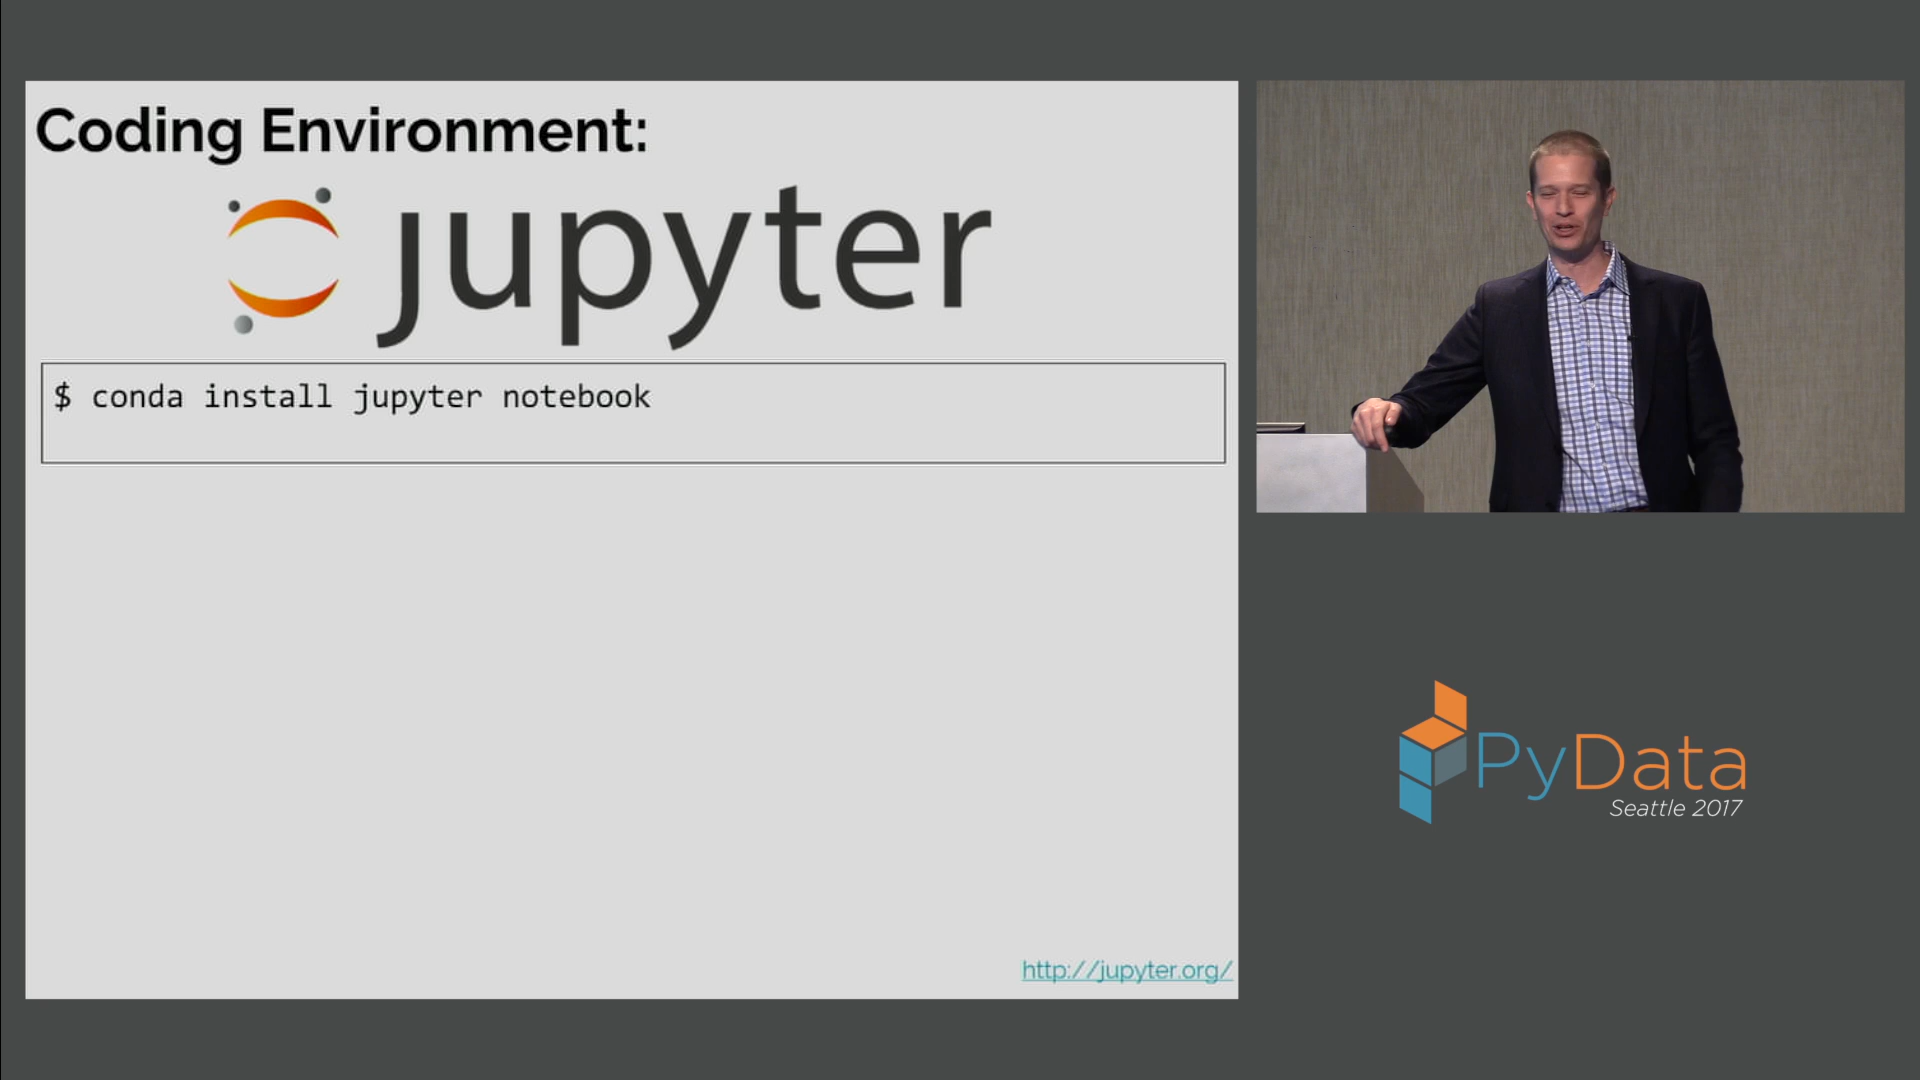 Coding Environment:
jupyter
$ conda install jupyter notebook
http://jupyter.org/
PyData
Seattle 2017